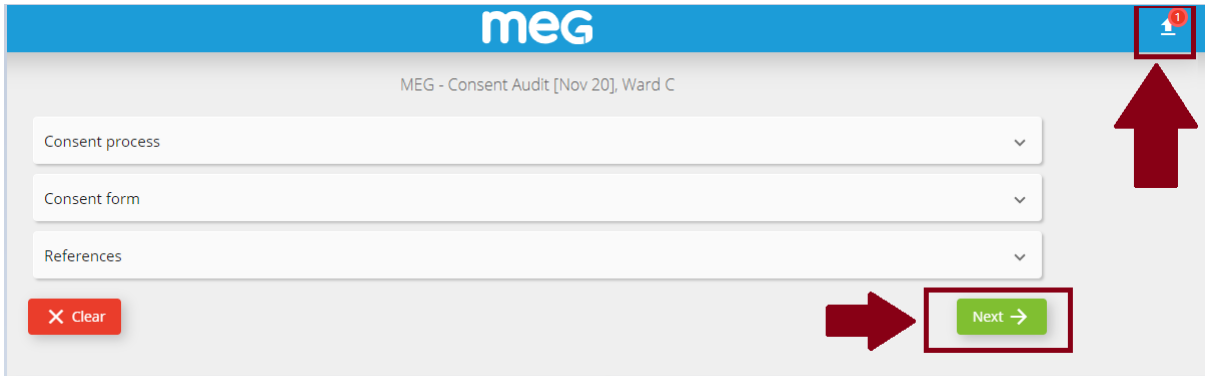 meG
1
MEG - Consent Audit [Nov 20], Ward C
Consent process
Consent form
References
Clear
Next